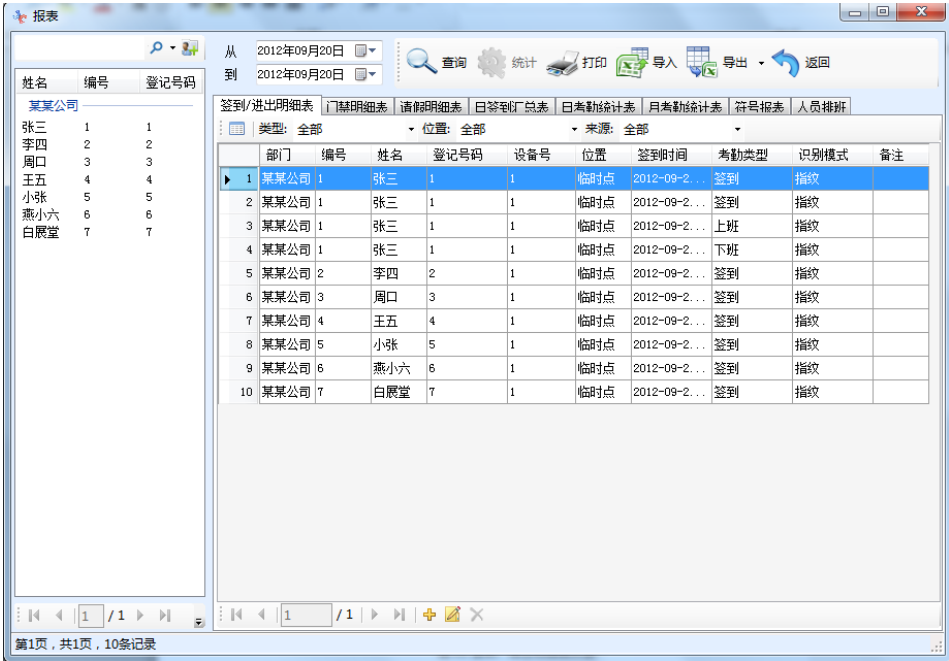 报表
从 2012年09月20日
到 2012年09月20日
查询 统计 打印 导入 导出 返回
姓名 编号 登记号码
某某公司
张三 1 1
李四 2 2
周口 3 3
王五 4 4
小张 5 5
燕小六 6 6
白展堂 7 7
签到/进出明细表 门禁明细表 请假明细表 日签到汇总表 日考勤统计表 月考勤统计表 符号报表 人员排班
类型: 全部 位置: 全部 来源: 全部
部门 编号 姓名 登记号码 设备号 位置 签到时间 考勤类型 识别模式 备注
1 某某公司 1 张三 1 1 临时点 2012-09-2... 签到 指纹
2 某某公司 1 张三 1 1 临时点 2012-09-2... 签到 指纹
3 某某公司 1 张三 1 1 临时点 2012-09-2... 上班 指纹
4 某某公司 1 张三 1 1 临时点 2012-09-2... 下班 指纹
5 某某公司 2 李四 2 1 临时点 2012-09-2... 签到 指纹
6 某某公司 3 周口 3 1 临时点 2012-09-2... 签到 指纹
7 某某公司 4 王五 4 1 临时点 2012-09-2... 签到 指纹
8 某某公司 5 小张 5 1 临时点 2012-09-2... 签到 指纹
9 某某公司 6 燕小六 6 1 临时点 2012-09-2... 签到 指纹
10 某某公司 7 白展堂 7 1 临时点 2012-09-2... 签到 指纹
1 / 1
1 / 1
第1页，共1页，10条记录